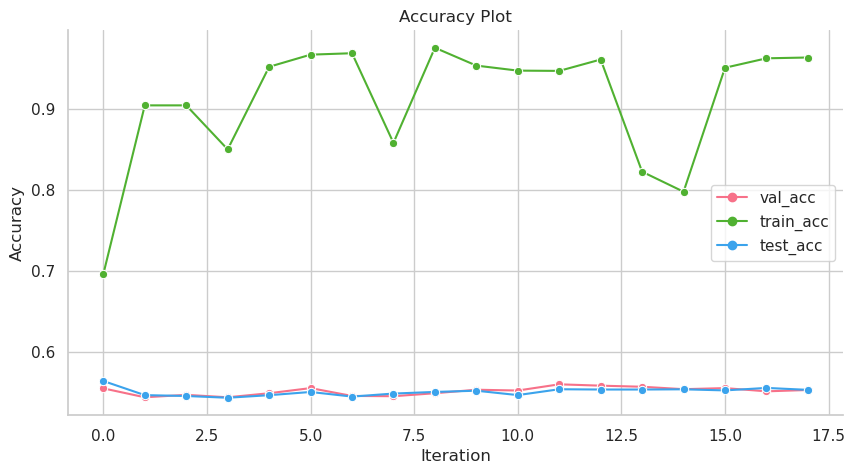 Accuracy Plot
Accuracy
0.9
0.8
0.7
0.6
val_acc
train_acc
test_acc
0.0 2.5 5.0 7.5 10.0 12.5 15.0 17.5
Iteration